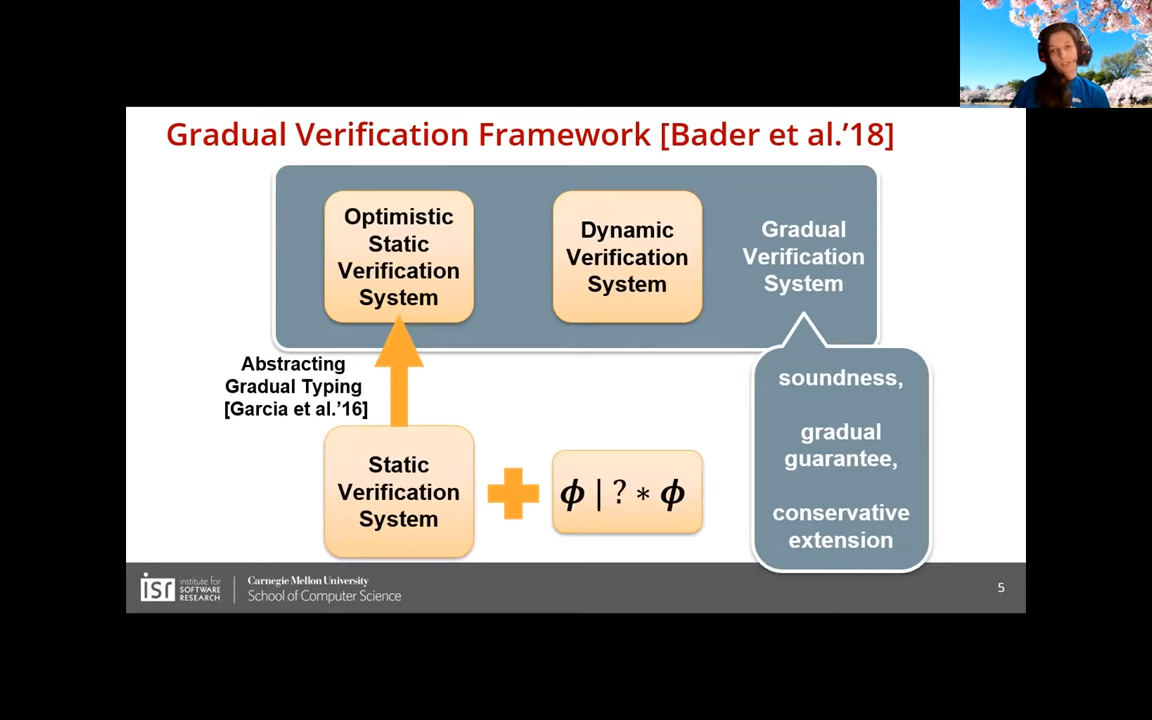 Gradual Verification Framework [Bader et al.’18]
Optimistic
Static
Verification
System
Dynamic
Verification
System
Gradual
Verification
System
Abstracting
Gradual Typing
[Garcia et al.’16]
soundness,
gradual
guarantee,
conservative
extension
Static
Verification
System
ϕ | ? ∗ ϕ
isr
institute for
SOFTWARE
RESEARCH
Carnegie Mellon University
School of Computer Science
5